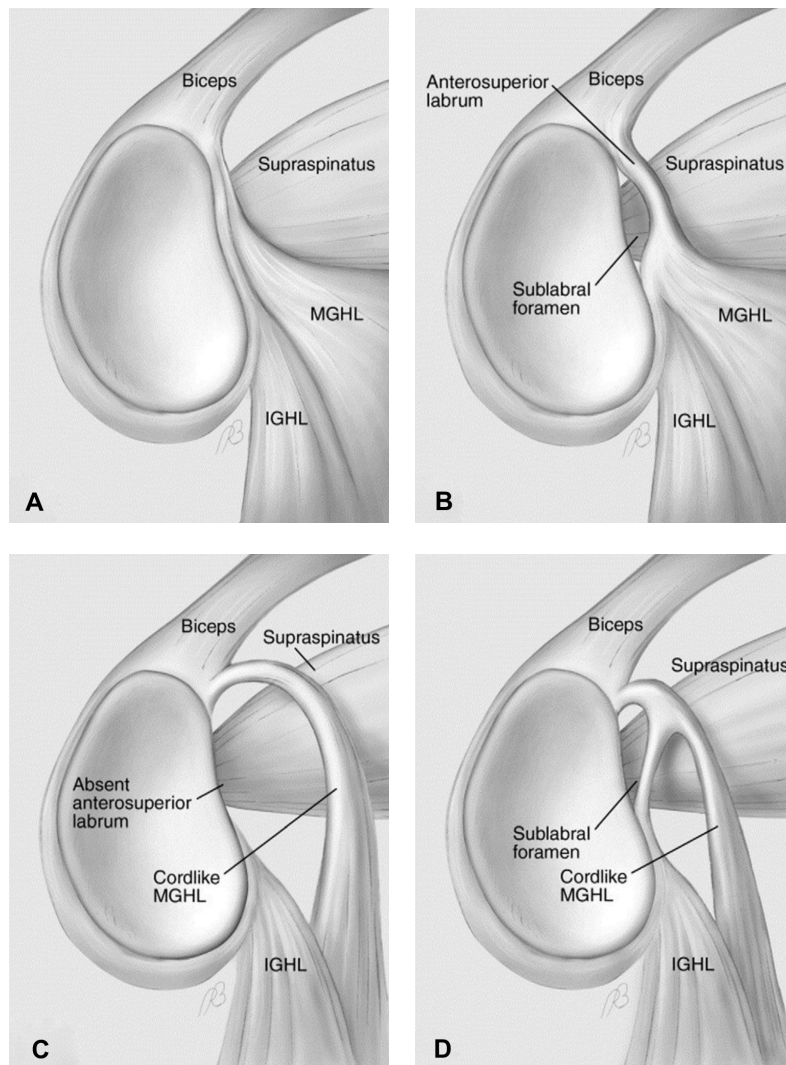 Biceps
Supraspinatus
MGHL
IGHL
A
Anterosuperior
labrum
Biceps
Supraspinatus
Sublabral
foramen
MGHL
IGHL
B
Biceps
Supraspinatus
Absent
anterosuperior
labrum
Cordlike
MGHL
IGHL
C
Biceps
Supraspinatus
Sublabral
foramen
Cordlike
MGHL
IGHL
D